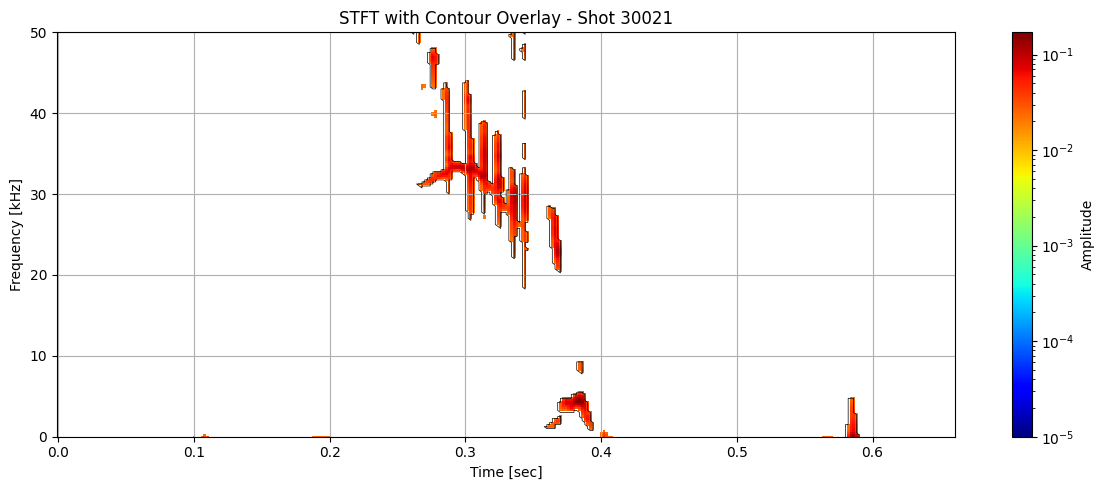 STFT with Contour Overlay - Shot 30021
50
40
30
20
10
0
Frequency [kHz]
0.0 0.1 0.2 0.3 0.4 0.5 0.6
Time [sec]
10⁻¹
10⁻²
10⁻³
10⁻⁴
10⁻⁵
Amplitude